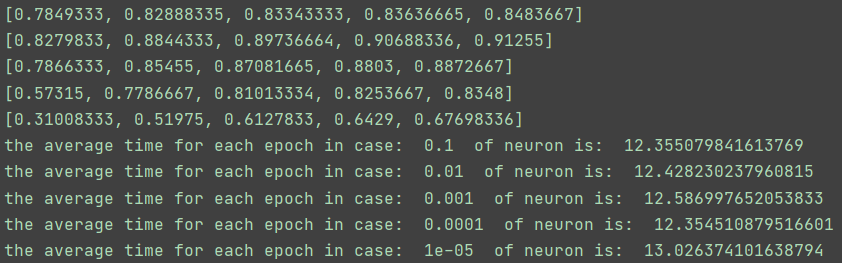 [0.7849333, 0.82888335, 0.83343333, 0.83636665, 0.8483667]
[0.8279833, 0.8844333, 0.89736664, 0.90688336, 0.91255]
[0.7866333, 0.85455, 0.87081665, 0.8803, 0.8872667]
[0.57315, 0.7786667, 0.81013334, 0.8253667, 0.8348]
[0.31008333, 0.51975, 0.6127833, 0.6429, 0.67698336]
the average time for each epoch in case:  0.1  of neuron is:  12.355079841613769
the average time for each epoch in case:  0.01  of neuron is:  12.428230237960815
the average time for each epoch in case:  0.001  of neuron is:  12.586997652053833
the average time for each epoch in case:  0.0001  of neuron is:  12.354510879516601
the average time for each epoch in case:  1e-05  of neuron is:  13.026374101638794